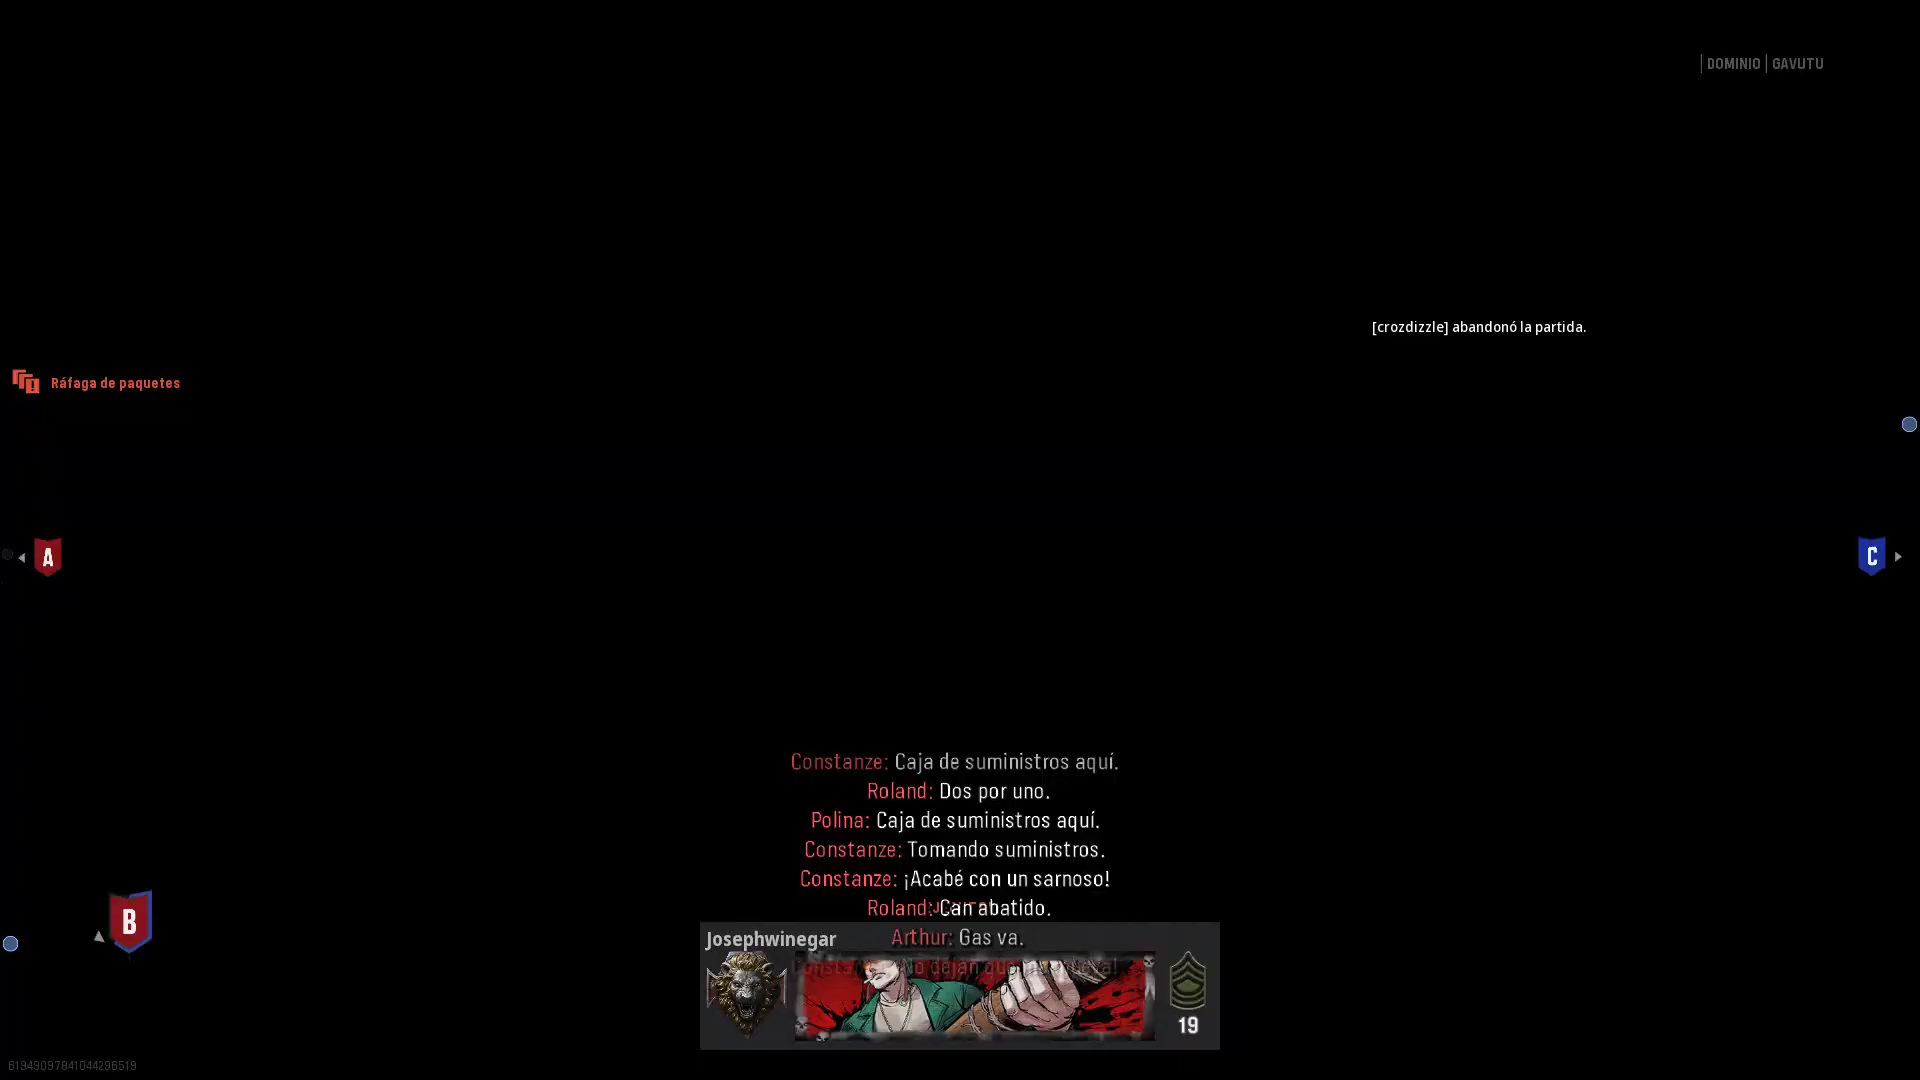 DOMINIO | GAVUTU
[crozdizzle] abandonó la partida.
Ráfaga de paquetes
A
C
Constanze: Caja de suministros aquí.
Roland: Dos por uno.
Polina: Caja de suministros aquí.
Constanze: Tomando suministros.
Constanze: ¡Acabé con un sarnoso!
Roland: Can abatido.
B
Josephwinegar
Arthur: Gas va.
19
61949097841044296519